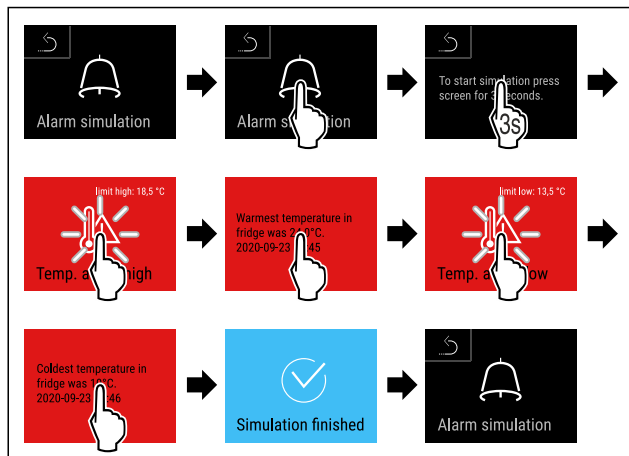 Alarm simulation
Alarm
To start simulation press
screen for 3 seconds.
3s
limit high: 18,5 °C
Temp. high
Warmest temperature in
fridge was
2020-09-23 45
limit low: 13,5 °C
Temp.
Coldest temperature in
fridge was
2020-09-23 :46
Simulation finished
Alarm simulation